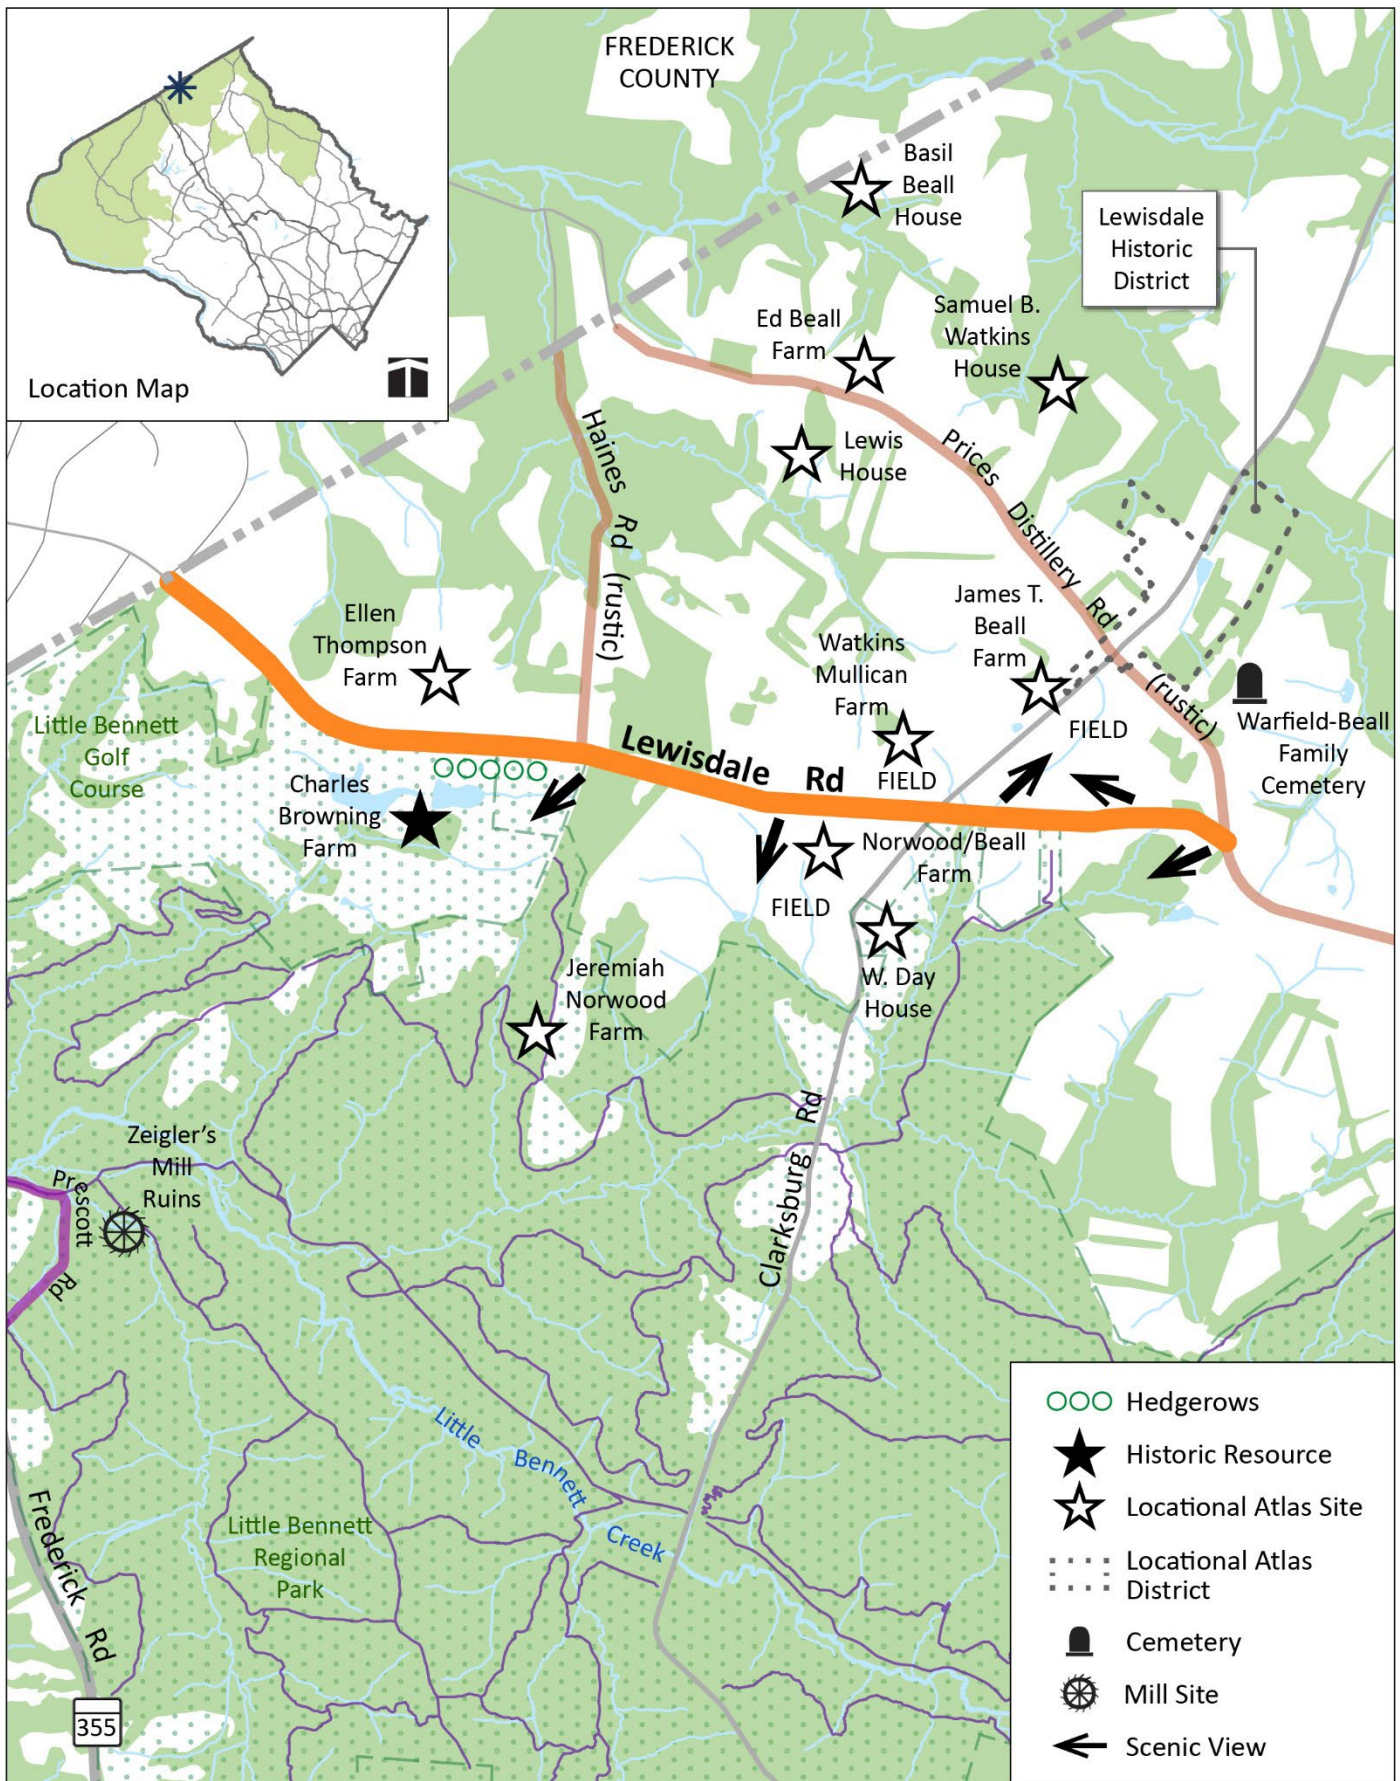 FREDERICK
COUNTY
Location Map
Basil
Beall
House
Lewisdale
Historic
District
Ed Beall
Farm
Samuel B.
Watkins
House
Lewis
House
Haines Rd (rustic)
Prices Distillery Rd (rustic)
Ellen
Thompson
Farm
James T.
Beall
Farm
Watkins
Mullican
Farm
FIELD
FIELD
Warfield-Beall
Family
Cemetery
Little Bennett
Golf
Course
Lewisdale Rd
Charles
Browning
Farm
Norwood/Beall
Farm
FIELD
W. Day
House
Jeremiah
Norwood
Farm
Clarksburg Rd
Zeigler’s
Mill
Ruins
Prescott Rd
Little Bennett Creek
Little Bennett
Regional
Park
Frederick Rd
355
Hedgerows
Historic Resource
Locational Atlas Site
Locational Atlas
District
Cemetery
Mill Site
Scenic View